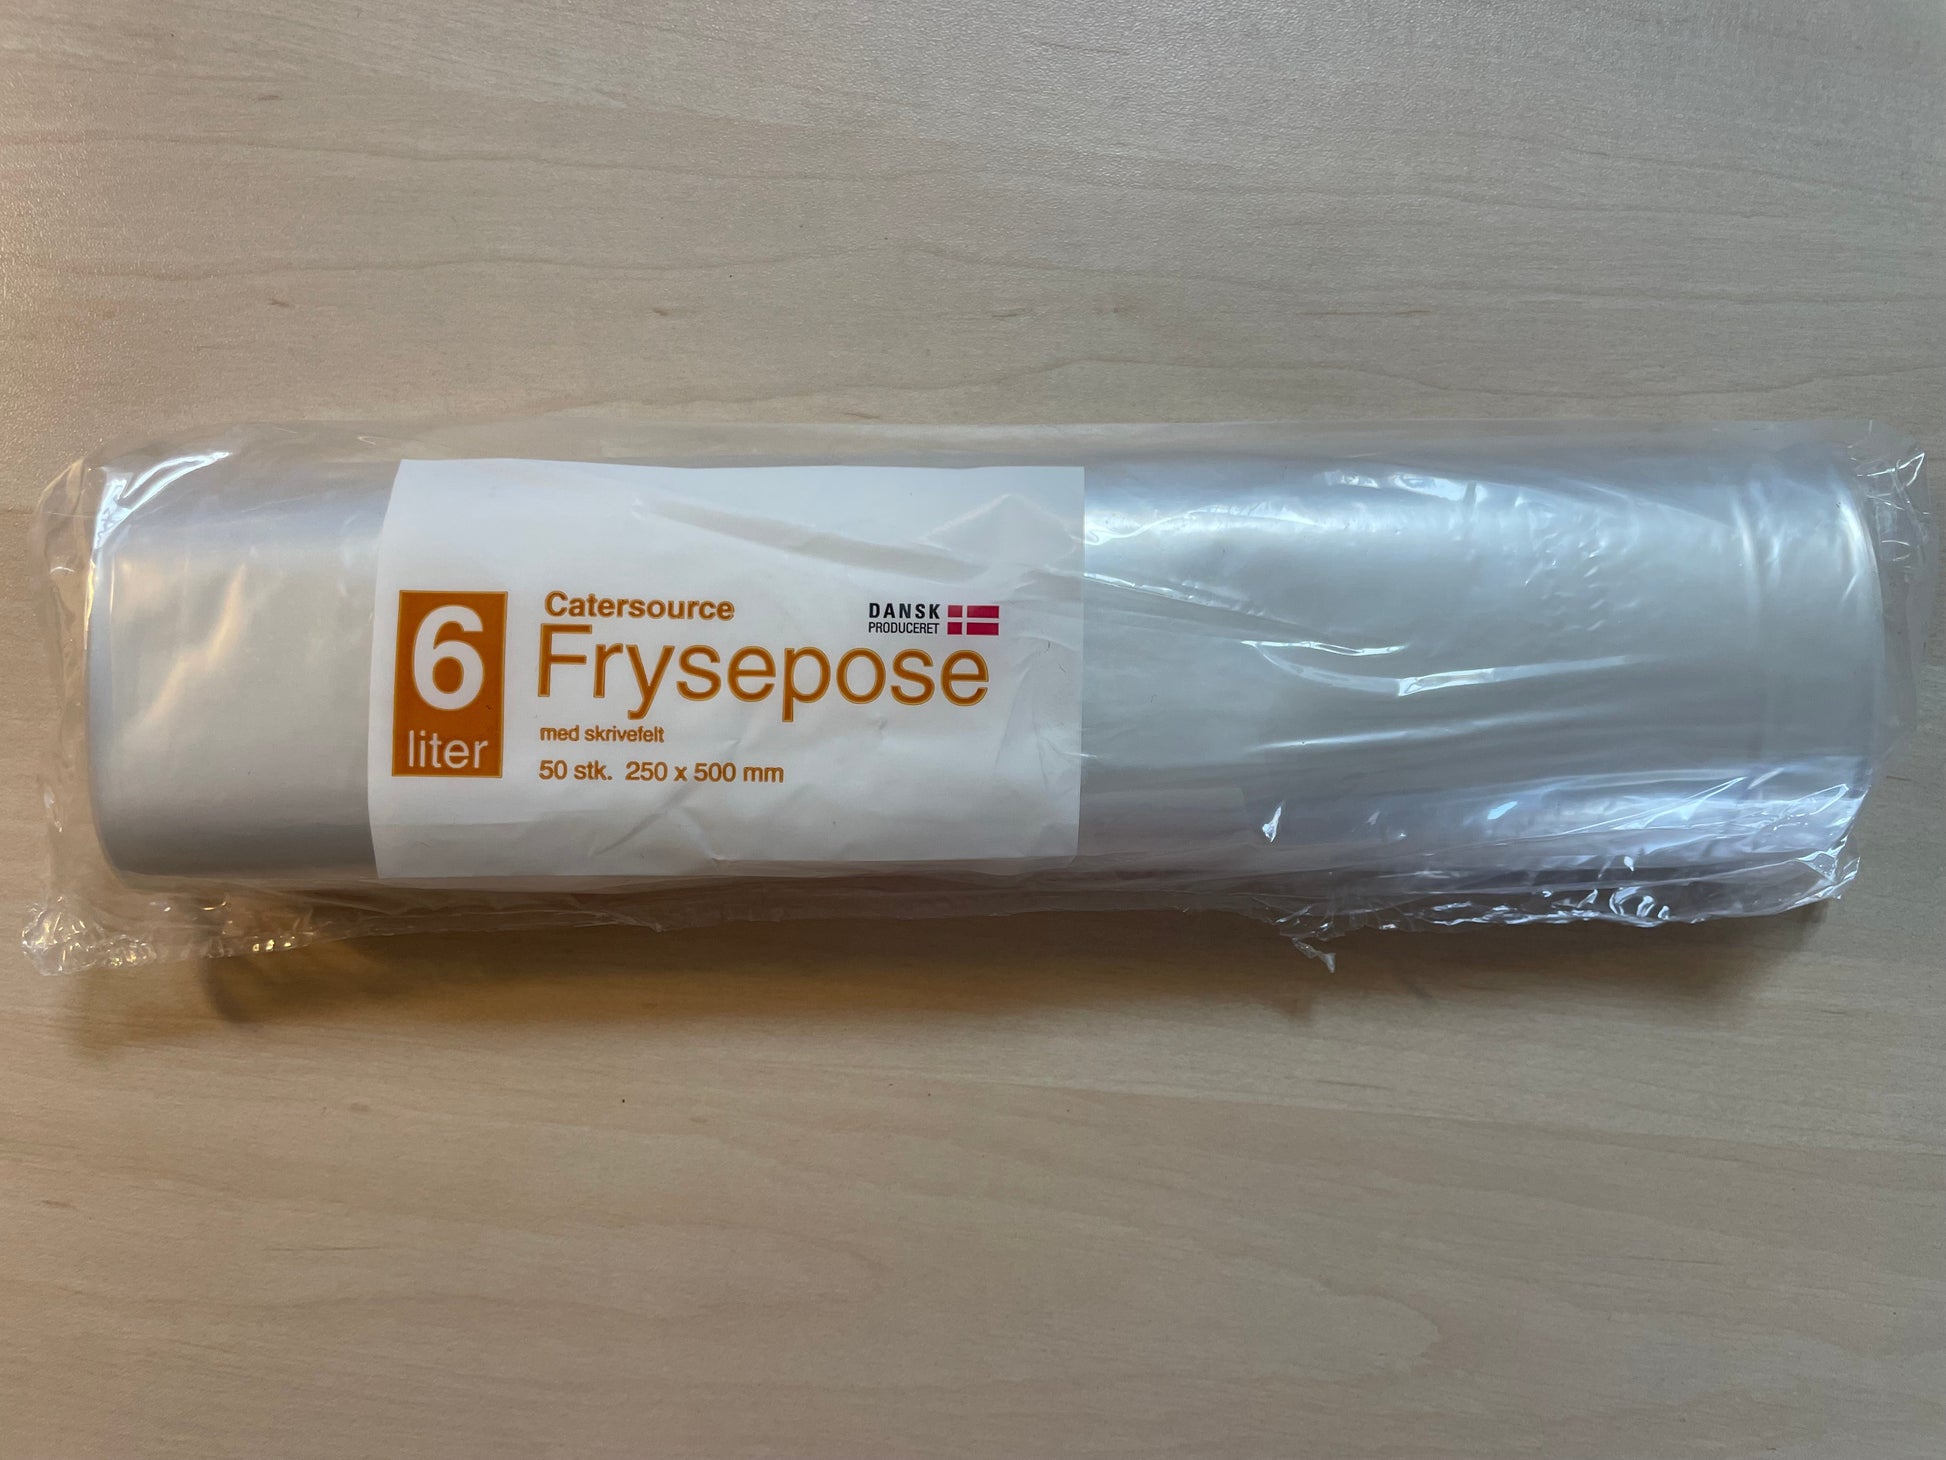 6
liter
Catersource
DANSK
PRODUCERET
Frysepose
med skrivefelt
50 stk. 250 x 500 mm